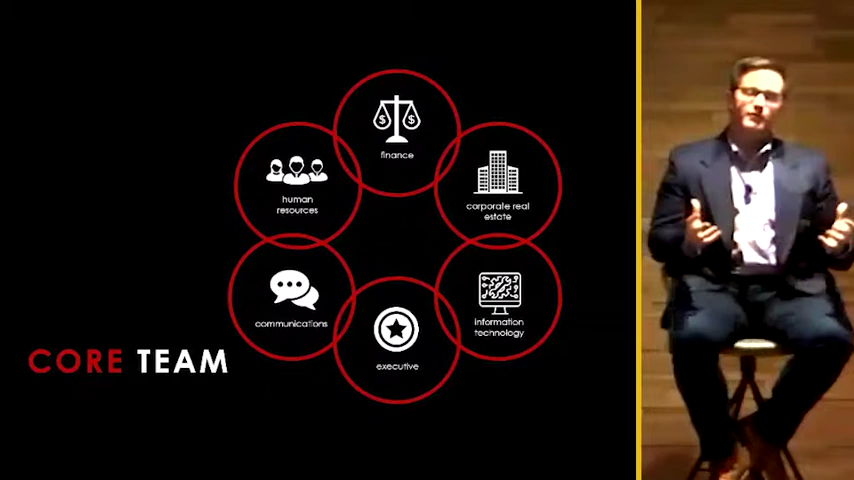 finance
human
resources
corporate real
estate
communications
information
technology
executive
CORE TEAM